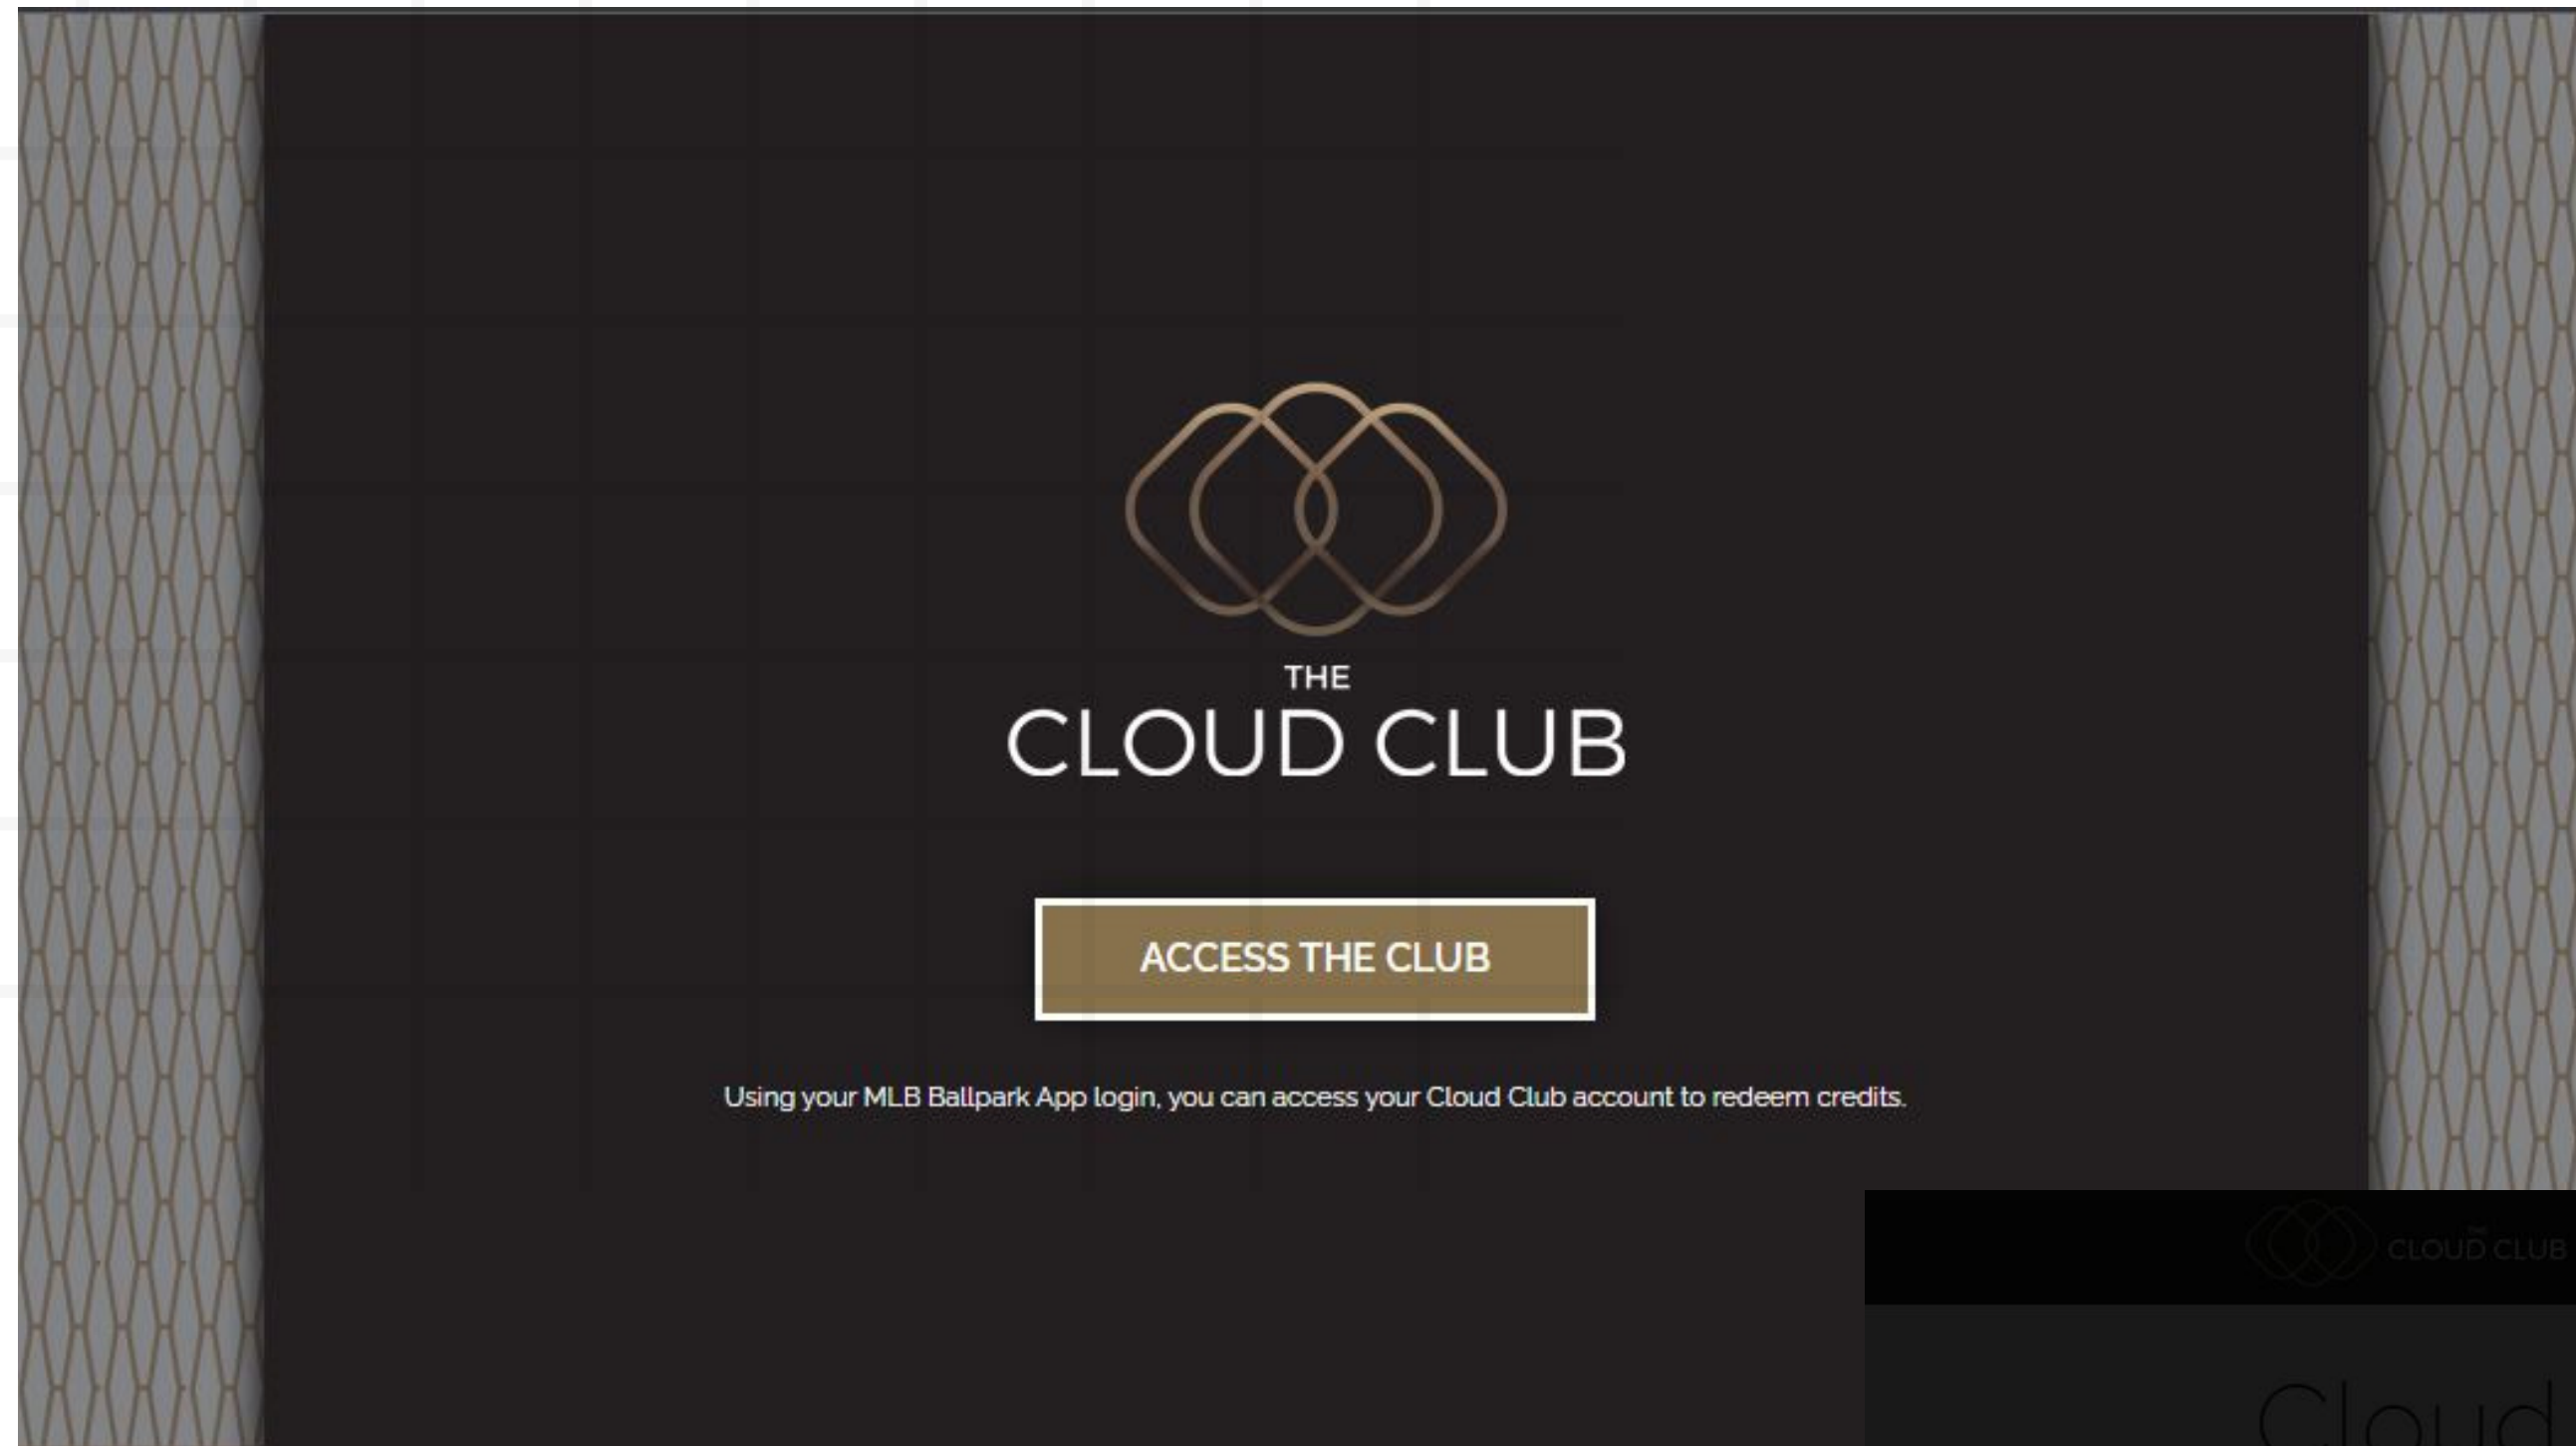 THE
CLOUD CLUB
ACCESS THE CLUB
Using your MLB Ballpark App login, you can access your Cloud Club account to redeem credits.
CLOUD CLUB
Cloud